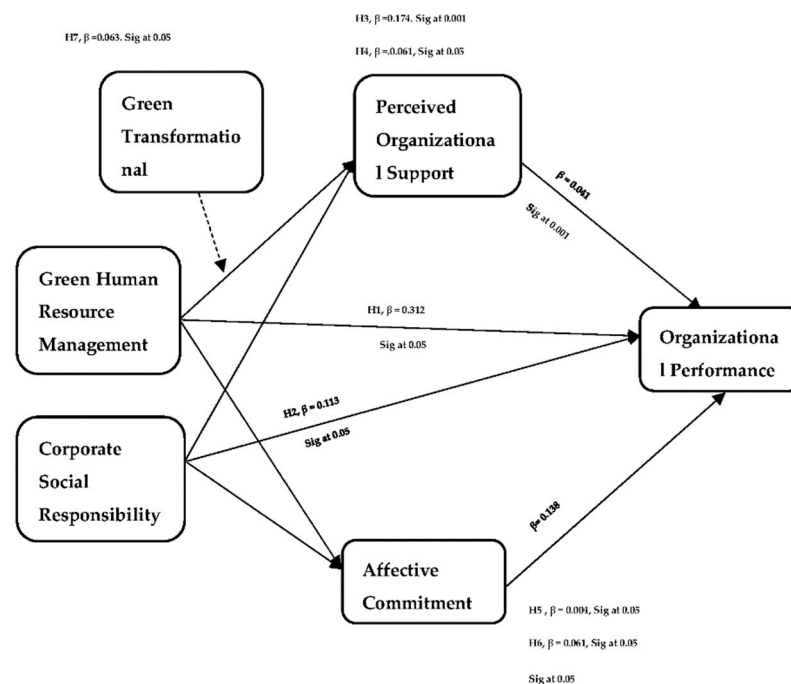 H3, β =0.174. Sig at 0.001
H7, β =0.063. Sig at 0.05
H4, β =.061, Sig at 0.05
Green
Transformatio
nal
Perceived
Organizationa
l Support
β = 0.041
Sig at 0.001
Green Human
Resource
Management
H1, β = 0.312
Sig at 0.05
Organizationa
l Performance
H2, β = 0.113
Sig at 0.05
Corporate
Social
Responsibility
β= 0.138
Affective
Commitment
H5 , β = 0.004, Sig at 0.05
H6, β = 0.061, Sig at 0.05
Sig at 0.05